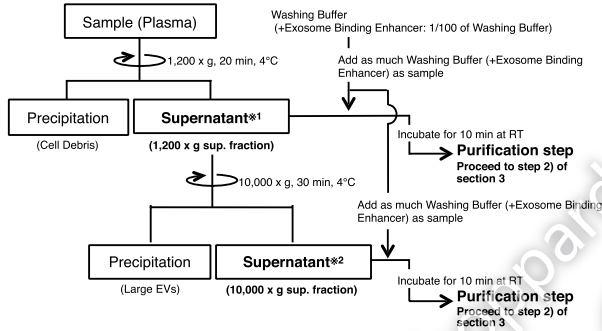 Sample (Plasma)
Washing Buffer
(+Exosome Binding Enhancer: 1/100 of Washing Buffer)
1,200 x g, 20 min, 4°C
Add as much Washing Buffer (+Exosome Binding
Enhancer) as sample
Precipitation
(Cell Debris)
Supernatant※1
(1,200 x g sup. fraction)
Incubate for 10 min at RT
Purification step
Proceed to step 2) of
section 3
10,000 x g, 30 min, 4°C
Add as much Washing Buffer (+Exosome Binding
Enhancer) as sample
Precipitation
(Large EVs)
Supernatant※2
(10,000 x g sup. fraction)
Incubate for 10 min at RT
Purification step
Proceed to step 2) of
section 3